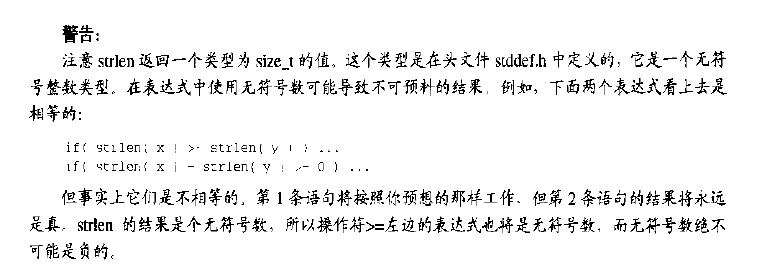 警告：
注意 strlen 返回一个类型为 size_t 的值。这个类型是在头文件 stddef.h 中定义的，它是一个无符
号整数类型。在表达式中使用无符号数可能导致不可预料的结果。例如，下面两个表达式看上去是
相等的：
if( strlen( x ) >= strlen( y ) ) ...
if( strlen( x ) - strlen( y ) >= 0 ) ...
但事实上它们是不相等的。第 1 条语句将按照你预想的那样工作，但第 2 条语句的结果将永远
是真。strlen 的结果是个无符号数，所以操作符>=左边的表达式也将是无符号数，而无符号数绝不
可能是负的。